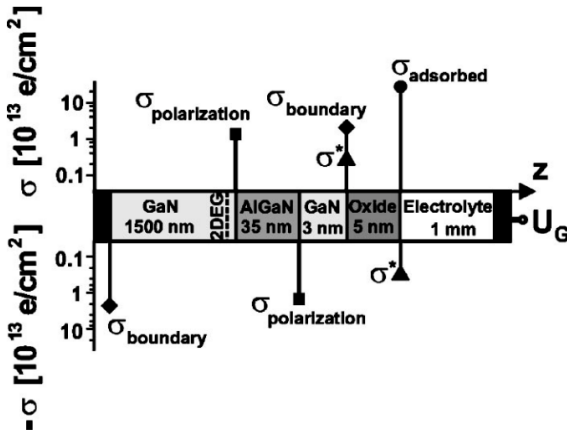 σ [10¹³ e/cm²]
10
1
0.1
σ polarization
σ boundary
σ*
σ adsorbed
z
GaN
1500 nm
2DEG
AlGaN
35 nm
GaN
3 nm
Oxide
5 nm
Electrolyte
1 mm
U_G
-σ [10¹³ e/cm²]
0.1
1
10
σ boundary
σ polarization
σ*